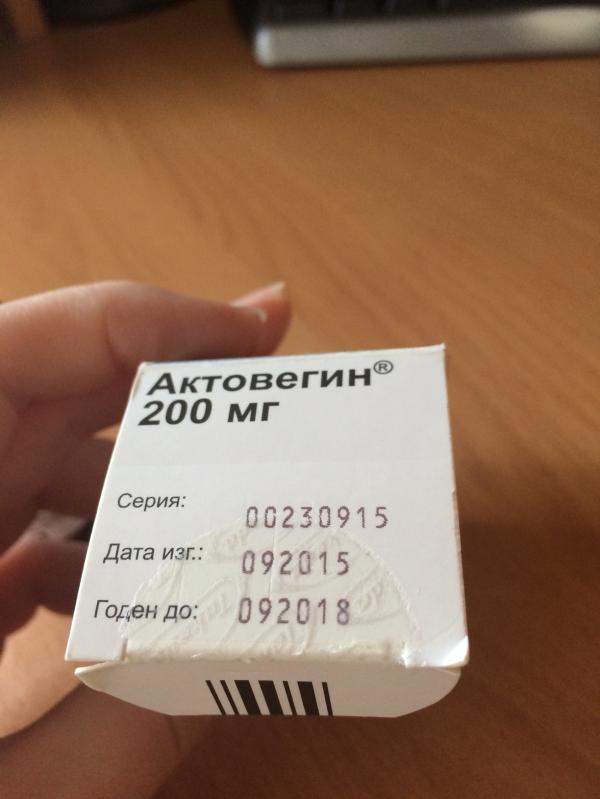 Актовегин®
200 мг
Серия: 00230915
Дата изг.: 092015
Годен до: 092018